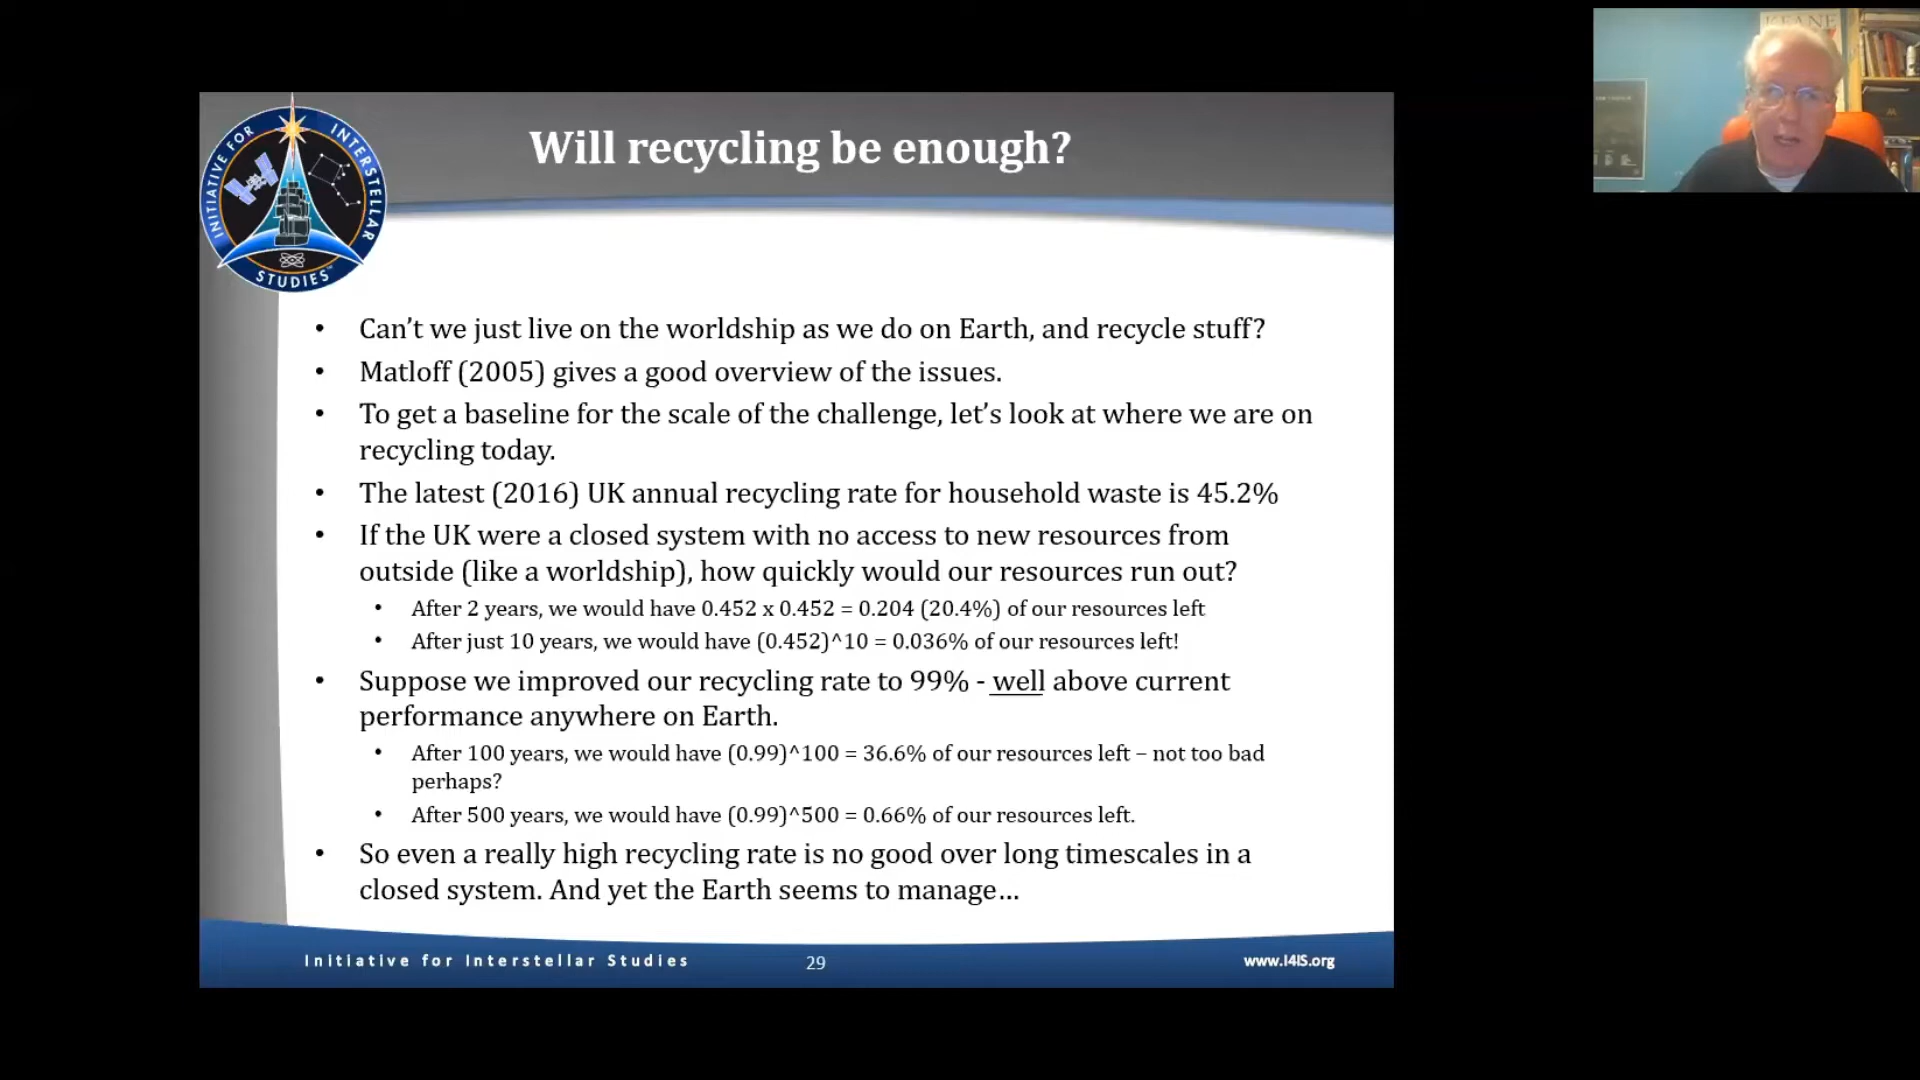 KEANE
INITIATIVE FOR INTERSTELLAR STUDIES™
Will recycling be enough?
• Can’t we just live on the worldship as we do on Earth, and recycle stuff?
• Matloff (2005) gives a good overview of the issues.
• To get a baseline for the scale of the challenge, let’s look at where we are on
recycling today.
• The latest (2016) UK annual recycling rate for household waste is 45.2%
• If the UK were a closed system with no access to new resources from
outside (like a worldship), how quickly would our resources run out?
• After 2 years, we would have 0.452 x 0.452 = 0.204 (20.4%) of our resources left
• After just 10 years, we would have (0.452)^10 = 0.036% of our resources left!
• Suppose we improved our recycling rate to 99% - well above current
performance anywhere on Earth.
• After 100 years, we would have (0.99)^100 = 36.6% of our resources left – not too bad
perhaps?
• After 500 years, we would have (0.99)^500 = 0.66% of our resources left.
• So even a really high recycling rate is no good over long timescales in a
closed system. And yet the Earth seems to manage...
Initiative for Interstellar Studies
29
www.I4IS.org